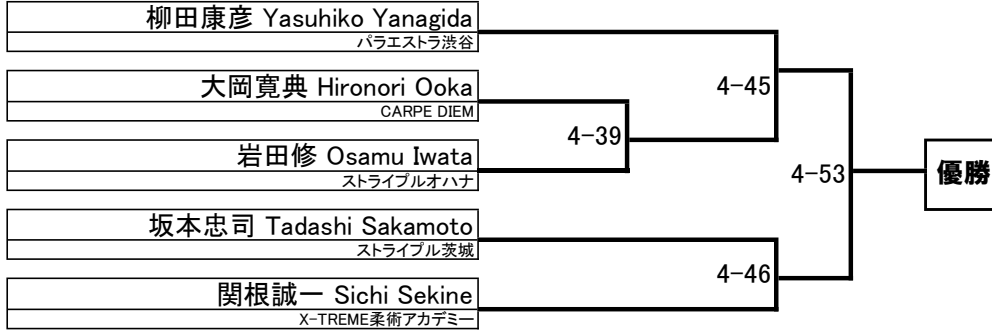 柳田康彦 Yasuhiko Yanagida
パラエストラ渋谷
大岡寛典 Hironori Ooka
CARPE DIEM
4-45
4-39
岩田修 Osamu Iwata
ストライプルオハナ
4-53
優勝
坂本忠司 Tadashi Sakamoto
ストライプル茨城
4-46
関根誠一 Sichi Sekine
X-TREME柔術アカデミー